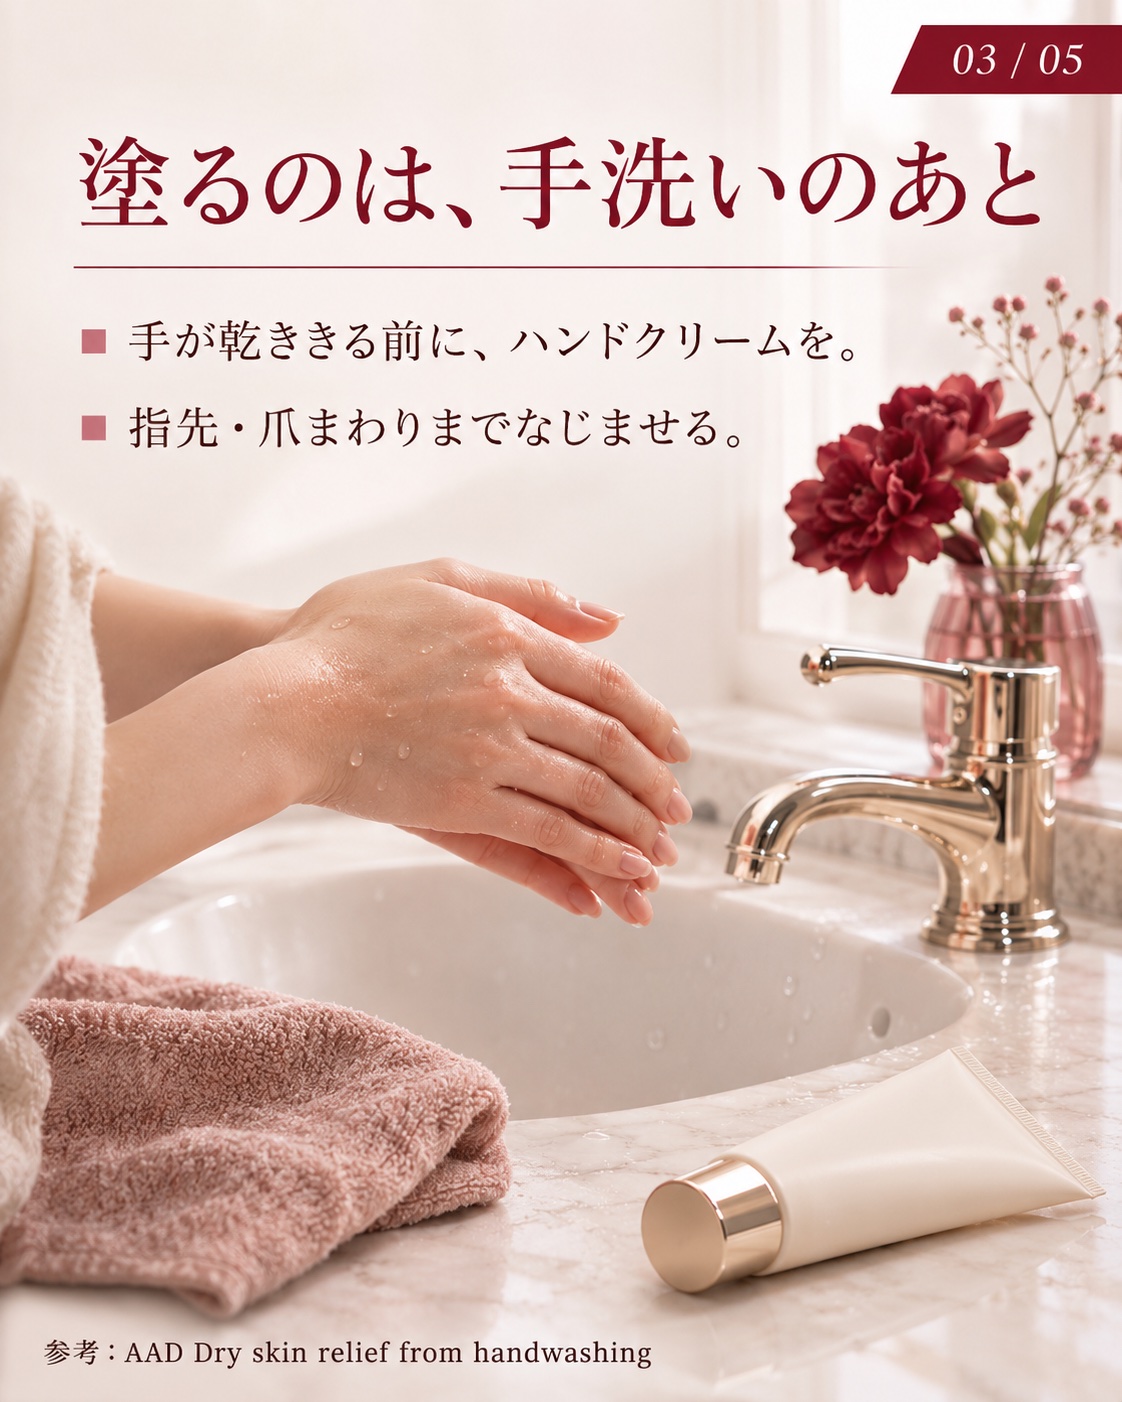 03 / 05
塗るのは、手洗いのあと
手が乾ききる前に、ハンドクリームを。
指先・爪まわりまでなじませる。
参考：AAD Dry skin relief from handwashing